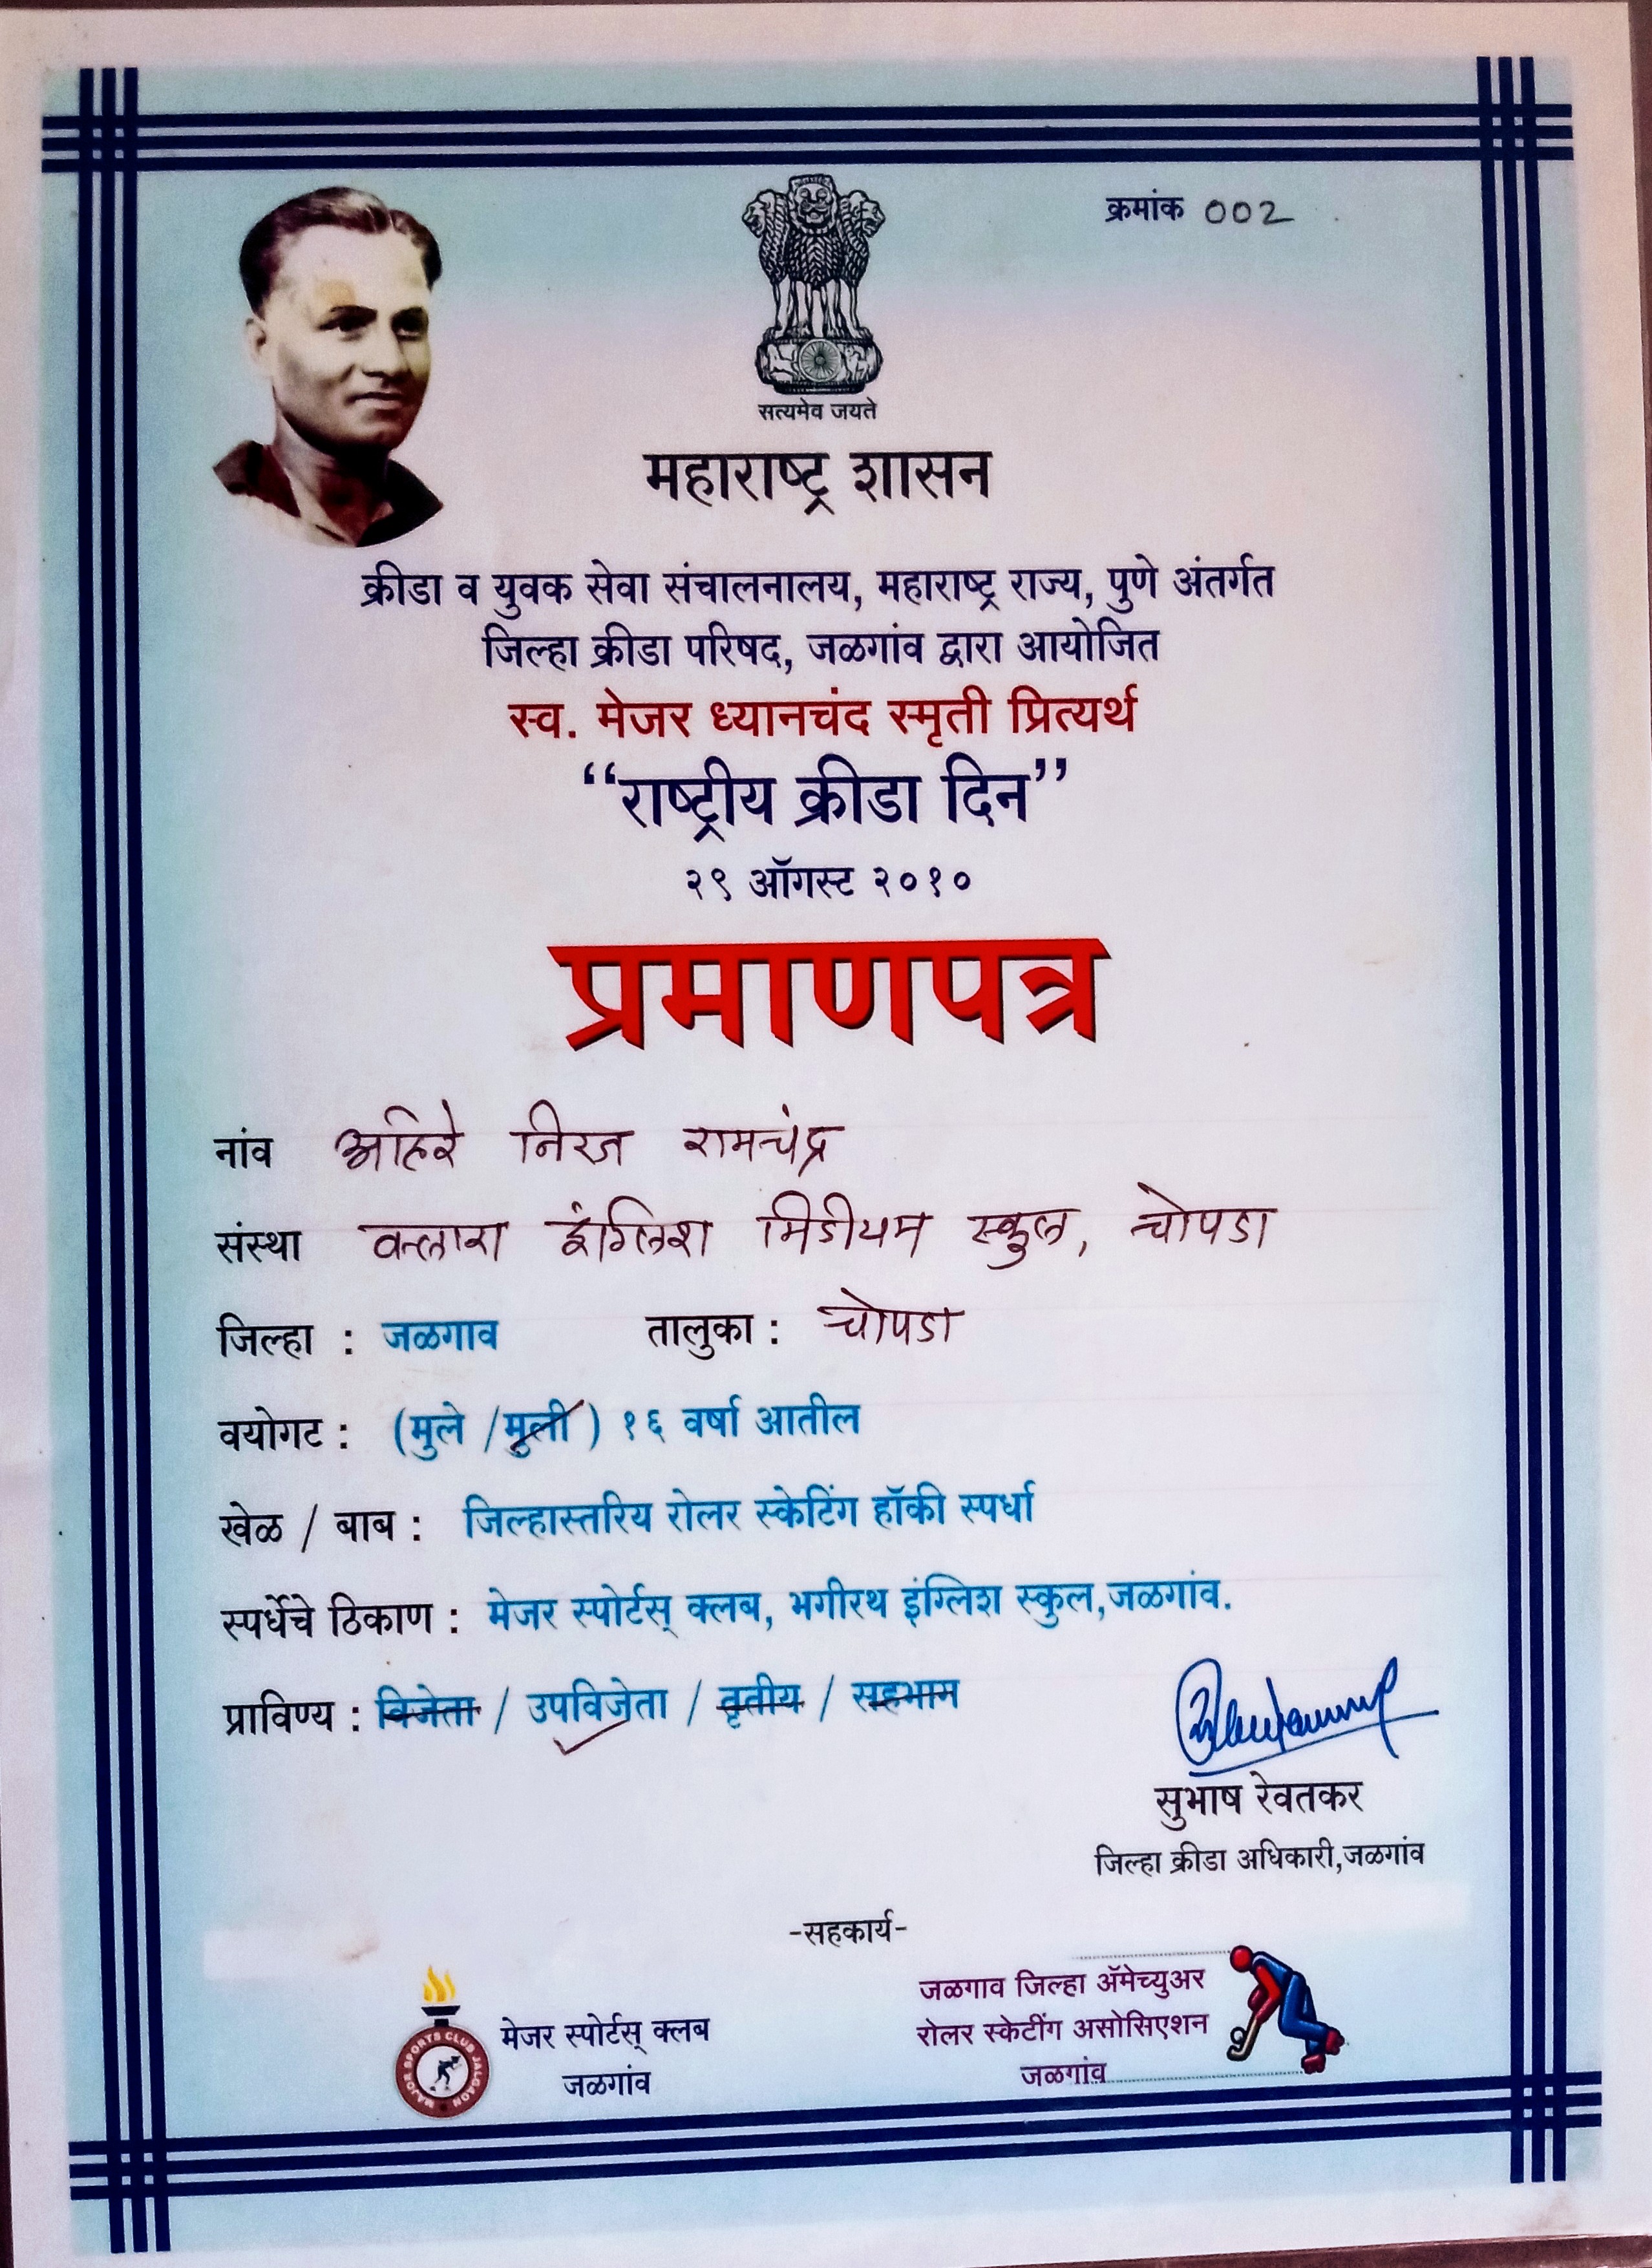 क्रमांक 002
सत्यमेव जयते
महाराष्ट्र शासन
क्रीडा व युवक सेवा संचालनालय, महाराष्ट्र राज्य, पुणे अंतर्गत
जिल्हा क्रीडा परिषद, जळगांव द्वारा आयोजित
स्व. मेजर ध्यानचंद स्मृती प्रित्यर्थ
“राष्ट्रीय क्रीडा दिन”
२९ ऑगस्ट २०१०
प्रमाणपत्र
नांव अहिरे निरज रामचंद्र
संस्था क्लारा इंग्लिश मिडीयम स्कुल, चोपडा
जिल्हा : जळगाव तालुका : चोपडा
वयोगट : (मुले /मुली ) १६ वर्षा आतील
खेळ / बाब : जिल्हास्तरिय रोलर स्केटिंग हॉकी स्पर्धा
स्पर्धेचे ठिकाण : मेजर स्पोर्टस् क्लब, भगीरथ इंग्लिश स्कुल,जळगांव.
प्राविण्य : विजेता / उपविजेता / तृतीय / सहभाग
सुभाष रेवतकर
जिल्हा क्रीडा अधिकारी,जळगांव
-सहकार्य-
MAJOR SPORTS CLUB JALGAON
मेजर स्पोर्टस् क्लब
जळगांव
जळगाव जिल्हा ॲमेच्युअर
रोलर स्केटींग असोसिएशन
जळगांव